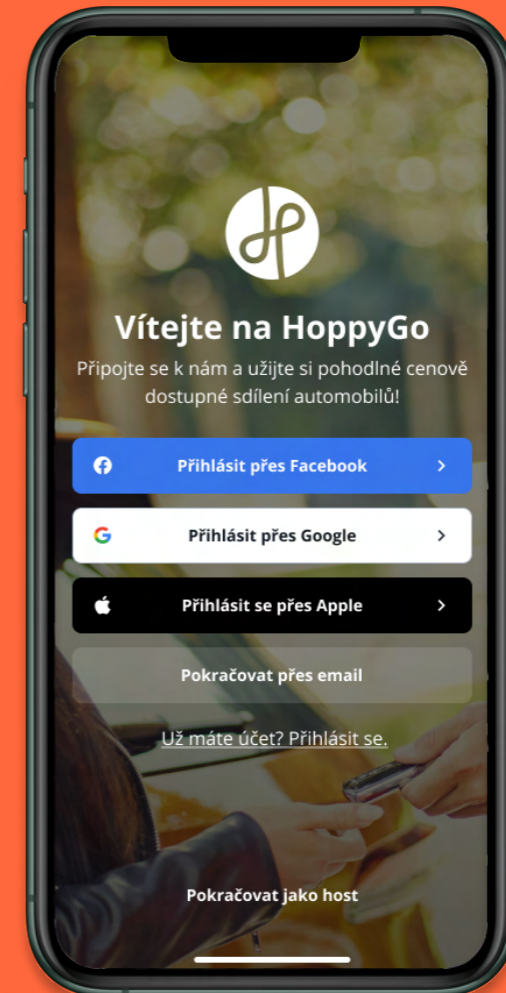 Vítejte na HoppyGo
Připojte se k nám a užijte si pohodlné cenově
dostupné sdílení automobilů!
Přihlásit přes Facebook
Přihlásit přes Google
Přihlásit se přes Apple
Pokračovat přes email
Už máte účet? Přihlásit se.
Pokračovat jako host